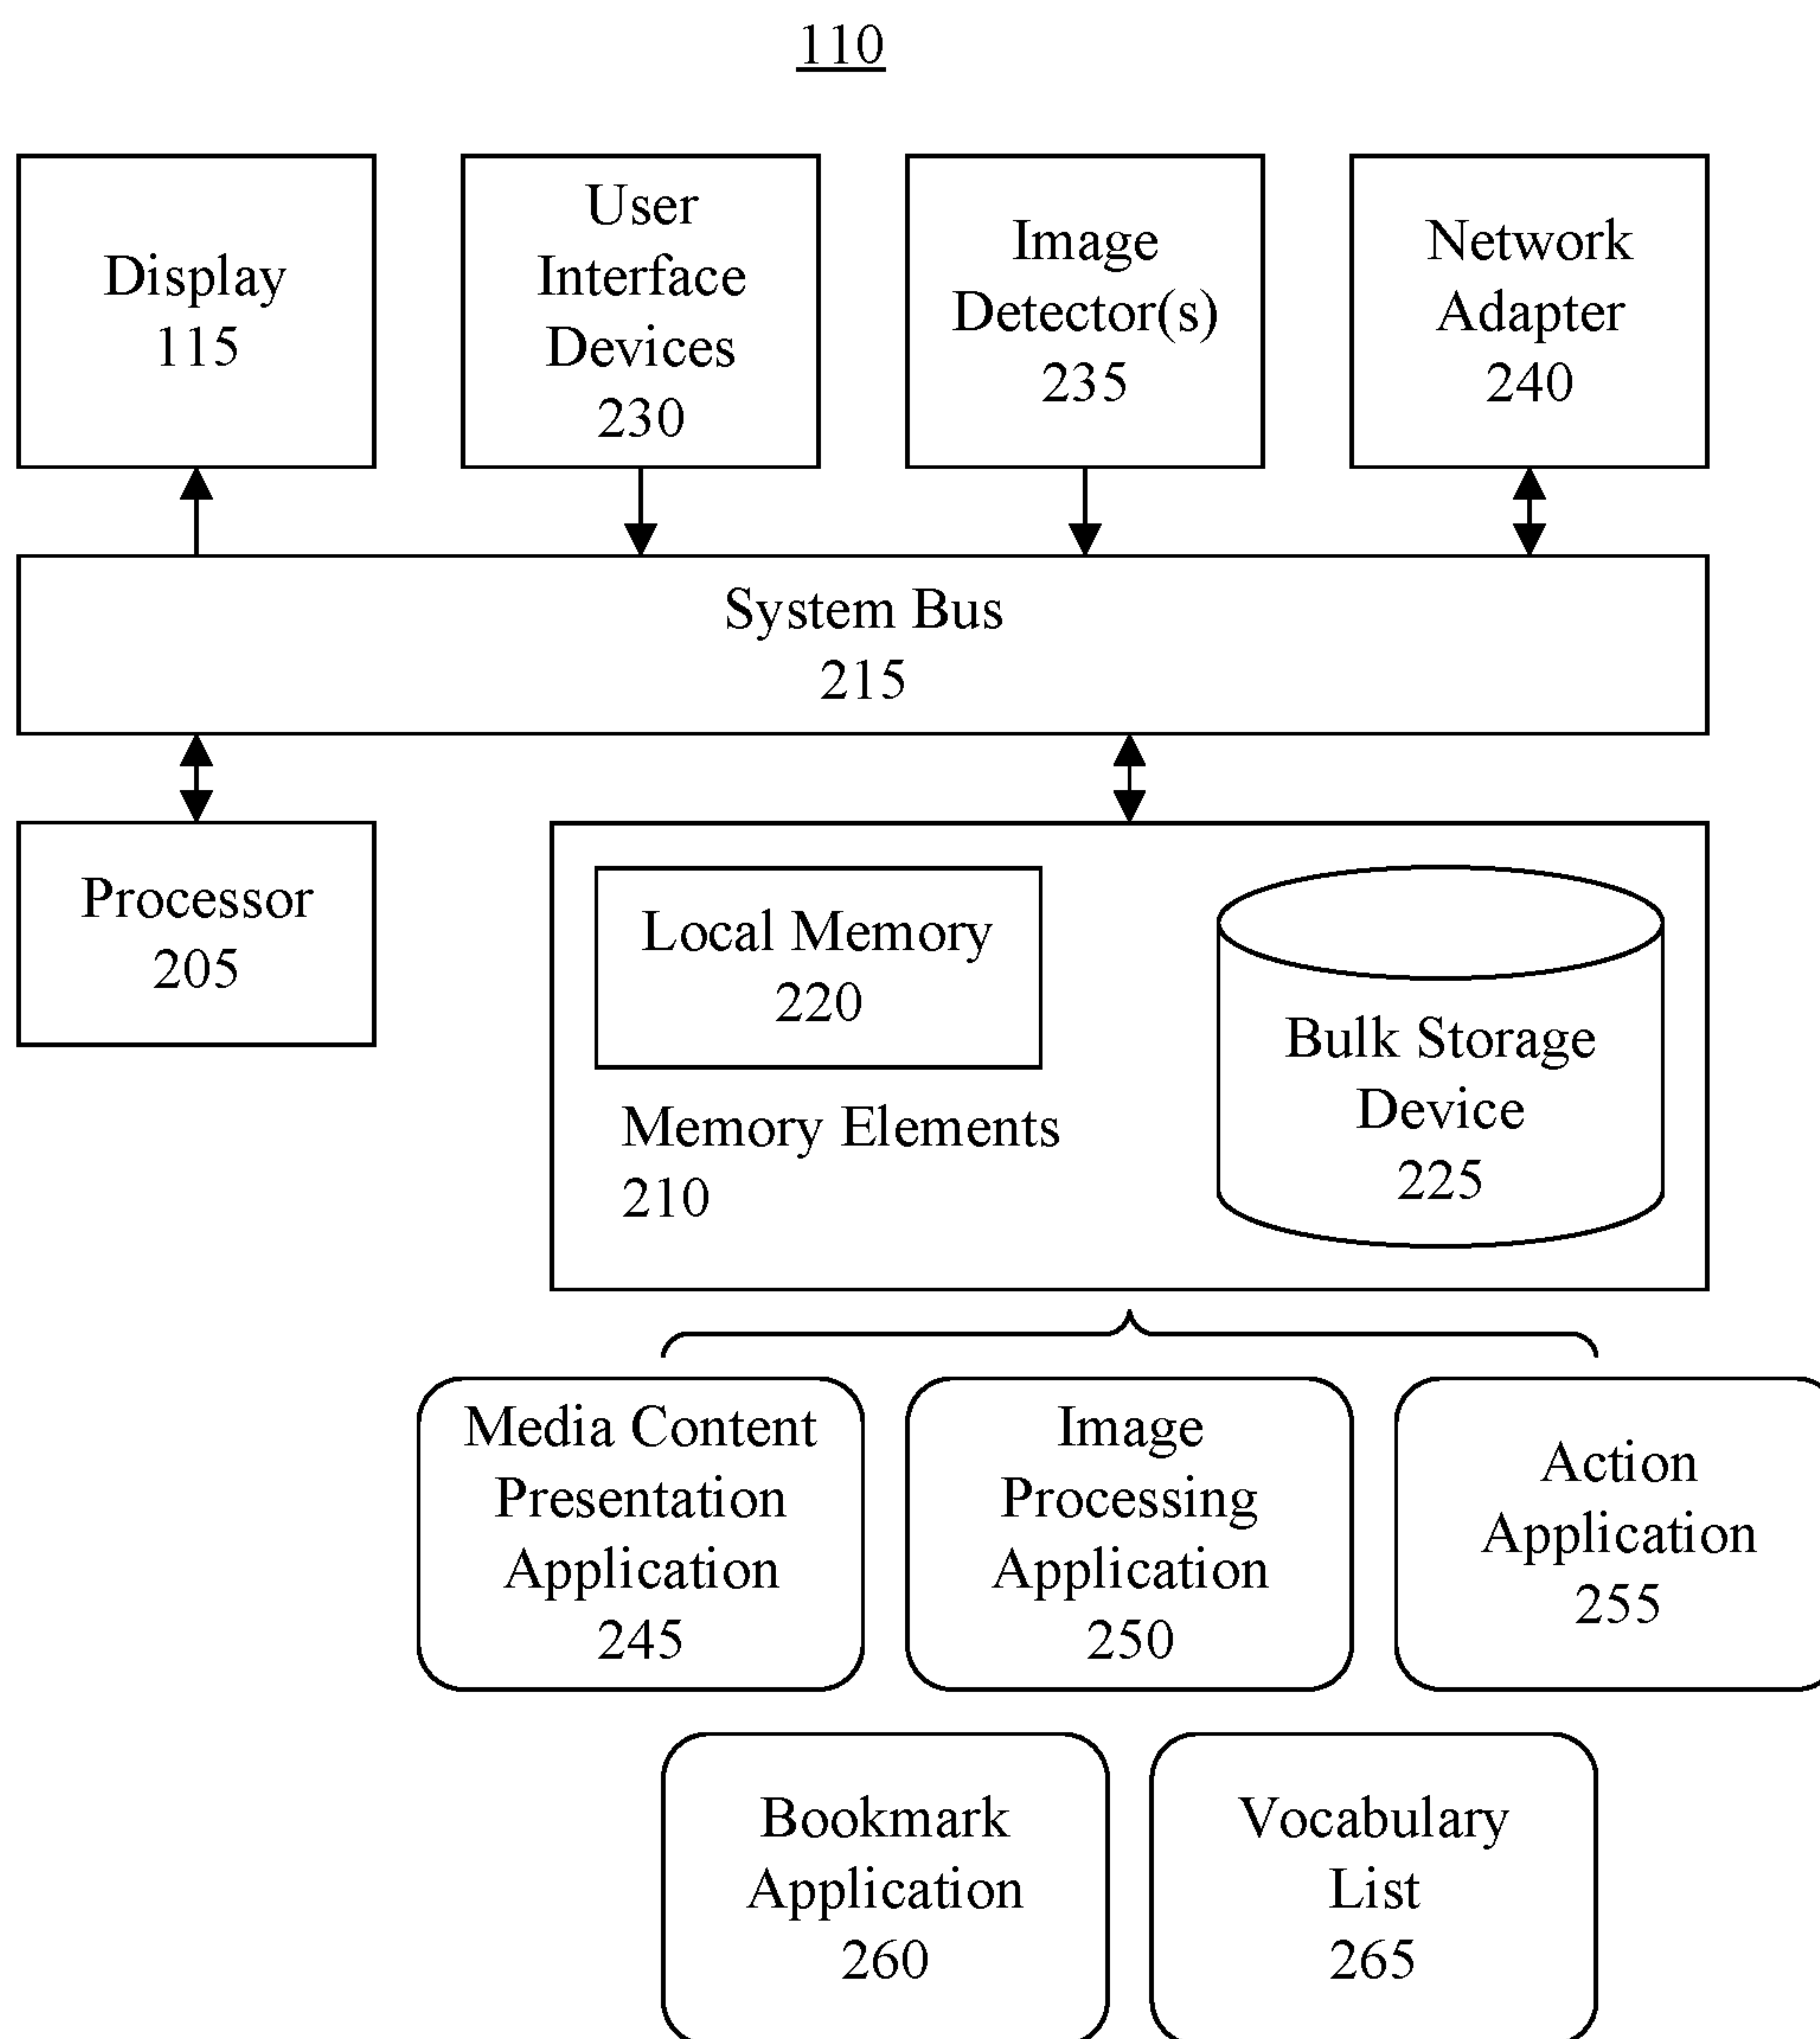 110
Display
115
User
Interface
Devices
230
Image
Detector(s)
235
Network
Adapter
240
System Bus
215
Processor
205
Local Memory
220
Memory Elements
210
Bulk Storage
Device
225
Media Content
Presentation
Application
245
Image
Processing
Application
250
Action
Application
255
Bookmark
Application
260
Vocabulary
List
265